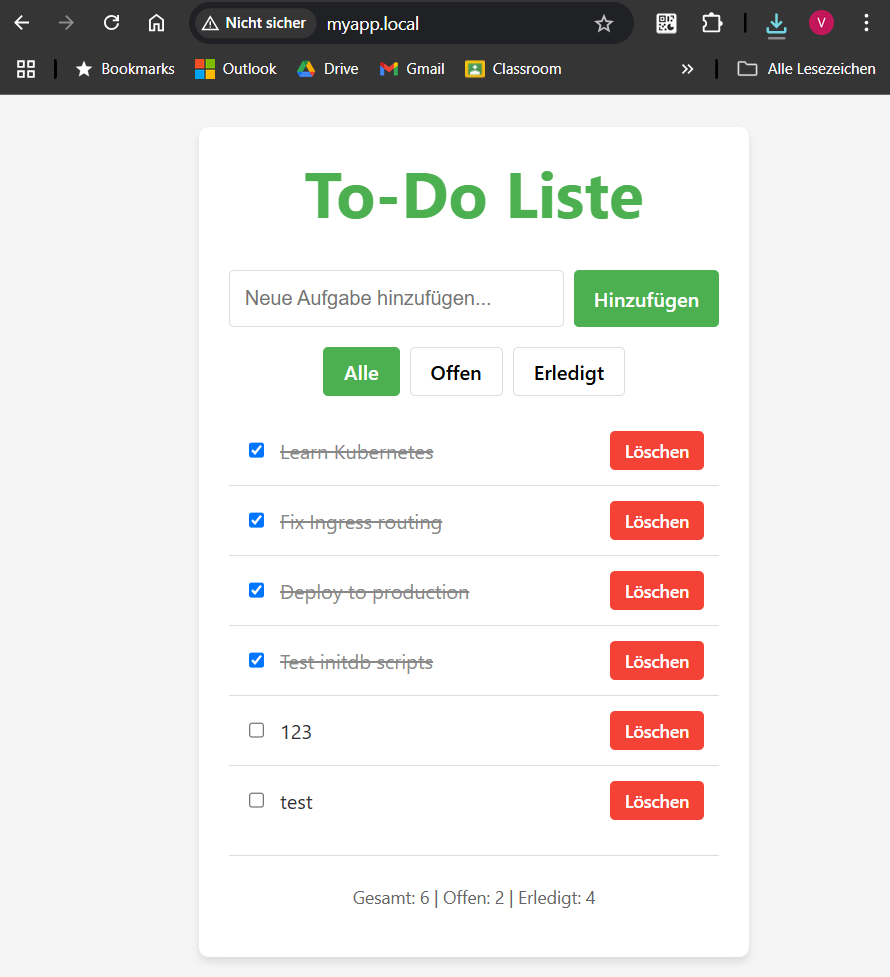 Nicht sicher myapp.local V
Bookmarks Outlook Drive Gmail Classroom » Alle Lesezeichen
To-Do Liste
Neue Aufgabe hinzufügen... Hinzufügen
Alle Offen Erledigt
Learn Kubernetes Löschen
Fix Ingress routing Löschen
Deploy to production Löschen
Test initdb scripts Löschen
123 Löschen
test Löschen
Gesamt: 6 | Offen: 2 | Erledigt: 4